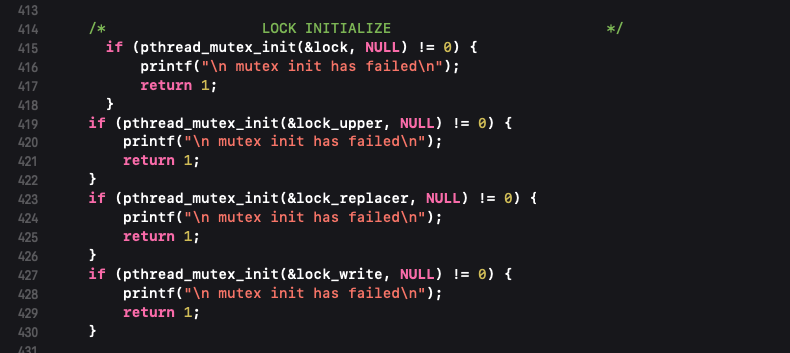 413
414 /* LOCK INITIALIZE */
415 if (pthread_mutex_init(&lock, NULL) != 0) {
416 printf("\n mutex init has failed\n");
417 return 1;
418 }
419 if (pthread_mutex_init(&lock_upper, NULL) != 0) {
420 printf("\n mutex init has failed\n");
421 return 1;
422 }
423 if (pthread_mutex_init(&lock_replacer, NULL) != 0) {
424 printf("\n mutex init has failed\n");
425 return 1;
426 }
427 if (pthread_mutex_init(&lock_write, NULL) != 0) {
428 printf("\n mutex init has failed\n");
429 return 1;
430 }
431